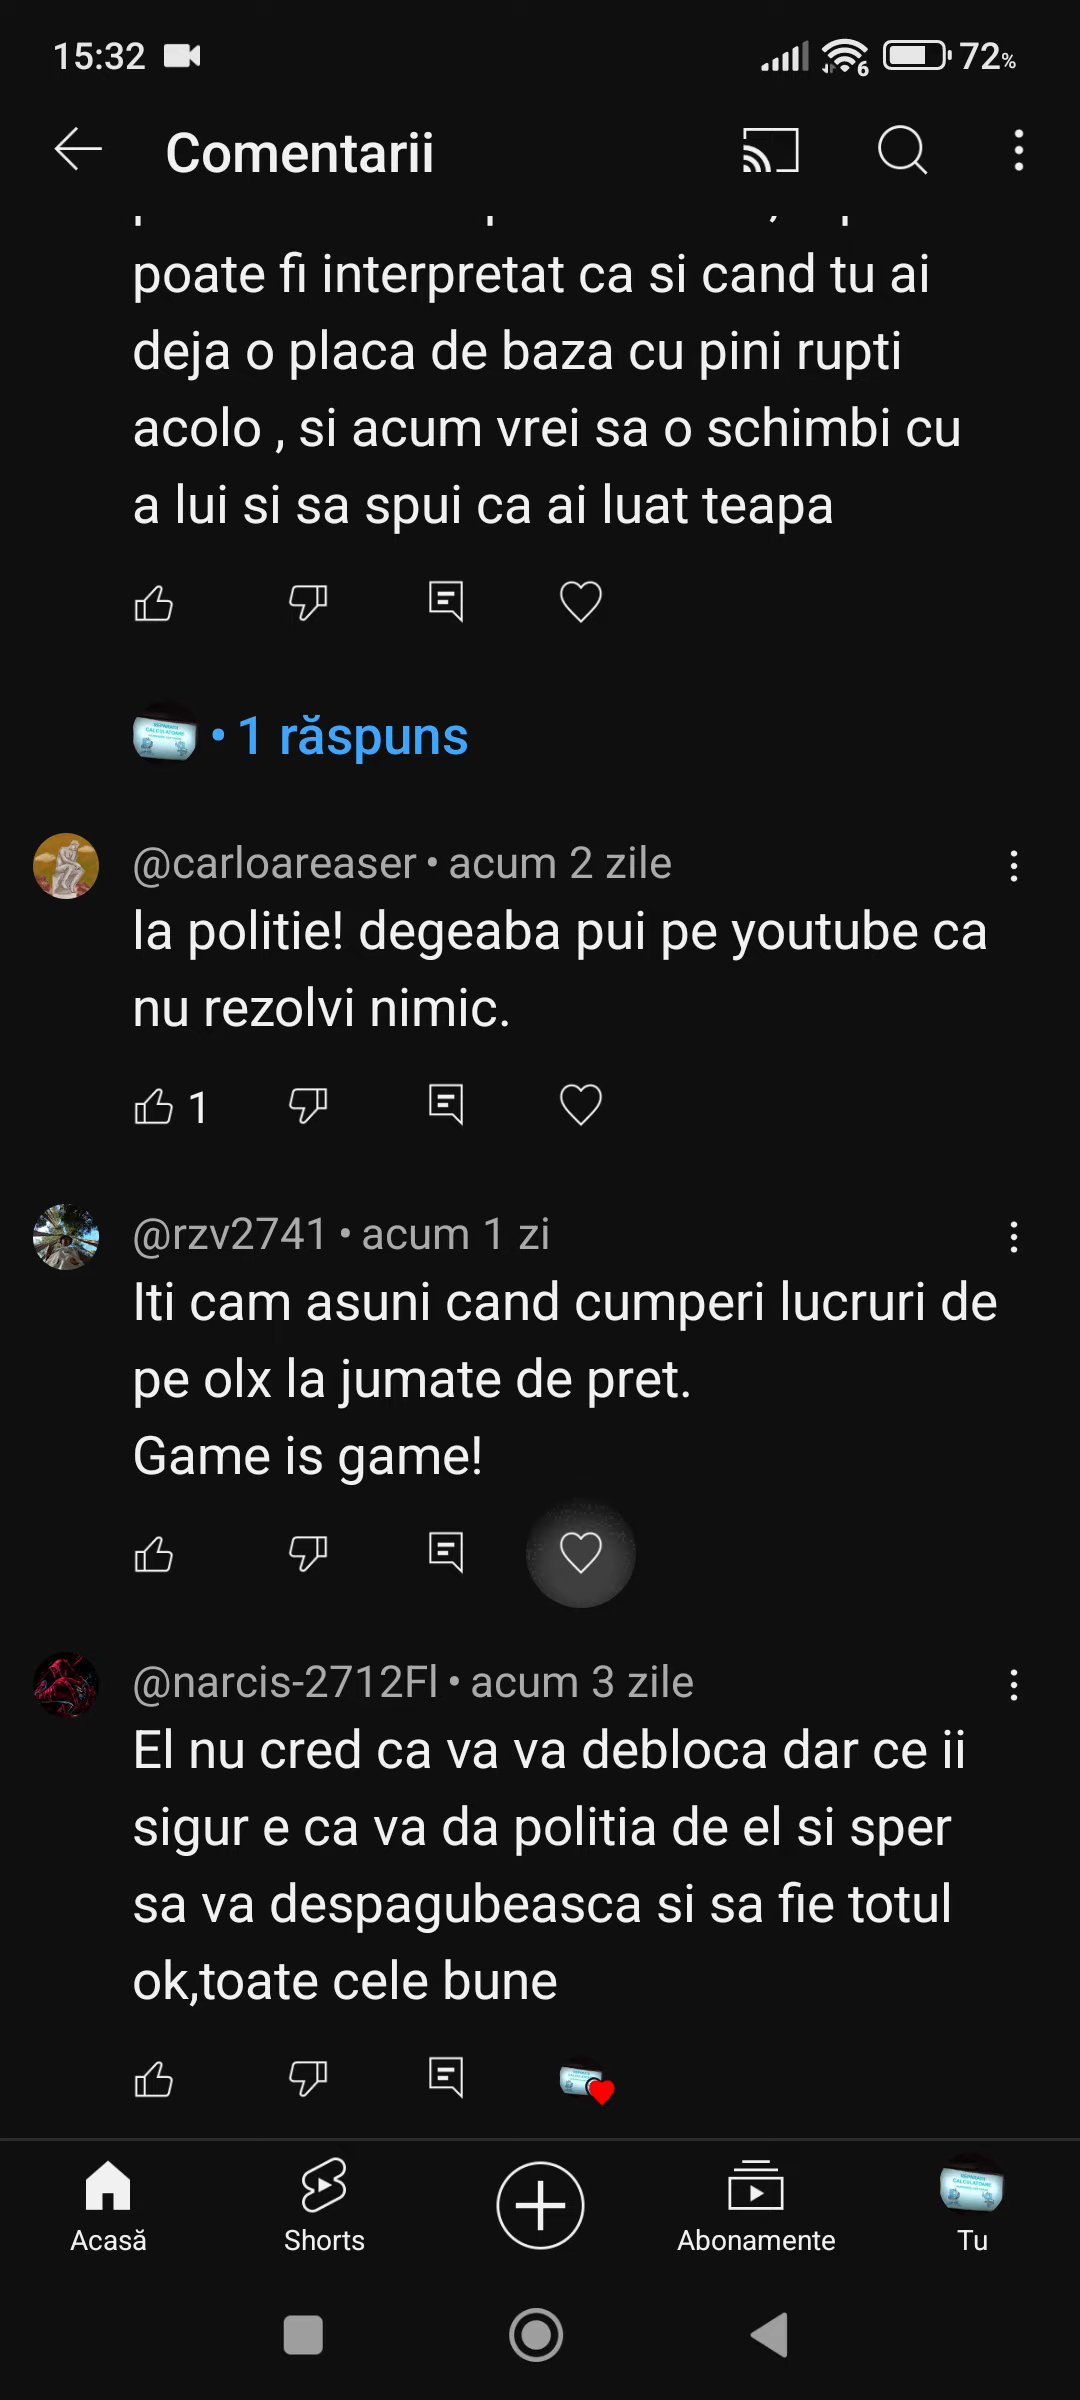 15:32
72%
Comentarii
poate fi interpretat ca si cand tu ai
deja o placa de baza cu pini rupti
acolo , si acum vrei sa o schimbi cu
a lui si sa spui ca ai luat teapa
• 1 răspuns
@carloareaser • acum 2 zile
la politie! degeaba pui pe youtube ca
nu rezolvi nimic.
1
@rzv2741 • acum 1 zi
Iti cam asuni cand cumperi lucruri de
pe olx la jumate de pret.
Game is game!
@narcis-2712Fl • acum 3 zile
El nu cred ca va va debloca dar ce ii
sigur e ca va da politia de el si sper
sa va despagubeasca si sa fie totul
ok,toate cele bune
Acasă
Shorts
Abonamente
Tu